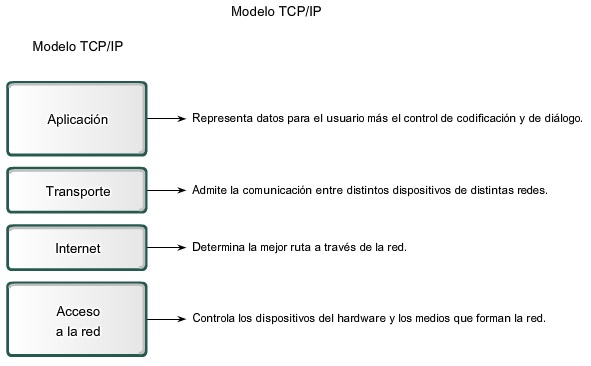 Modelo TCP/IP
Modelo TCP/IP
Aplicación
Representa datos para el usuario más el control de codificación y de diálogo.
Transporte
Admite la comunicación entre distintos dispositivos de distintas redes.
Internet
Determina la mejor ruta a través de la red.
Acceso
a la red
Controla los dispositivos del hardware y los medios que forman la red.